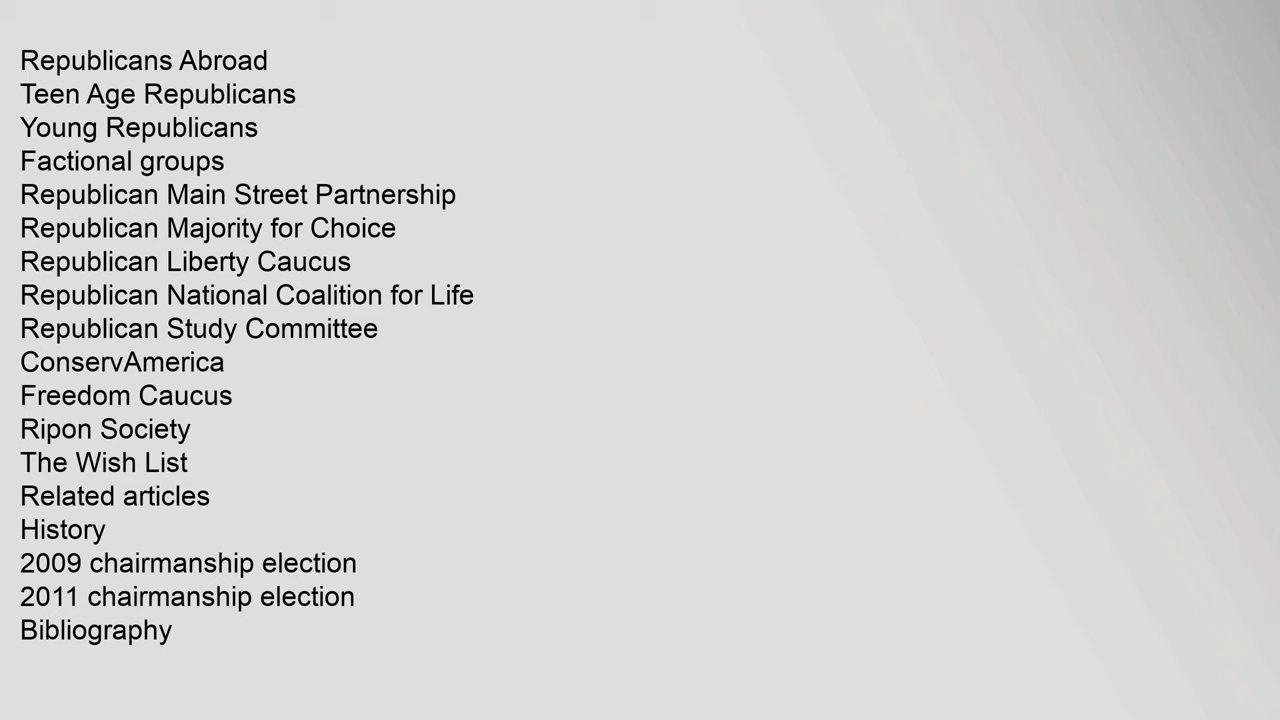 Republicans Abroad
Teen Age Republicans
Young Republicans
Factional groups
Republican Main Street Partnership
Republican Majority for Choice
Republican Liberty Caucus
Republican National Coalition for Life
Republican Study Committee
ConservAmerica
Freedom Caucus
Ripon Society
The Wish List
Related articles
History
2009 chairmanship election
2011 chairmanship election
Bibliography